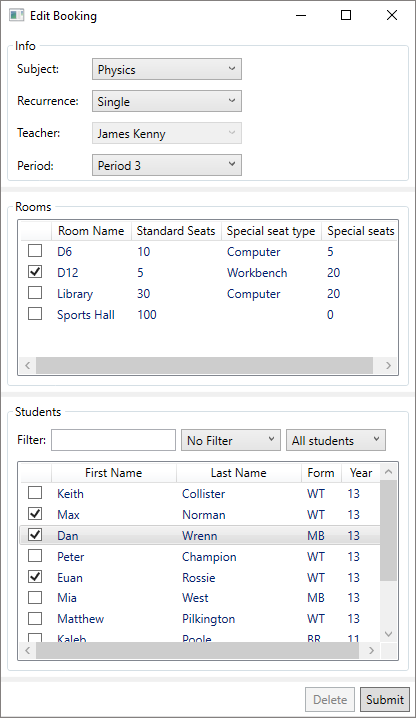 Edit Booking
Info
Subject: Physics
Recurrence: Single
Teacher: James Kenny
Period: Period 3
Rooms
Room Name Standard Seats Special seat type Special seats
D6 10 Computer 5
D12 5 Workbench 20
Library 30 Computer 20
Sports Hall 100 0
Students
Filter: No Filter All students
First Name Last Name Form Year
Keith Collister WT 13
Max Norman WT 13
Dan Wrenn MB 13
Peter Champion WT 13
Euan Rossie WT 13
Mia West MB 13
Matthew Pilkington WT 13
Kaleb Poole BR 11
Delete Submit